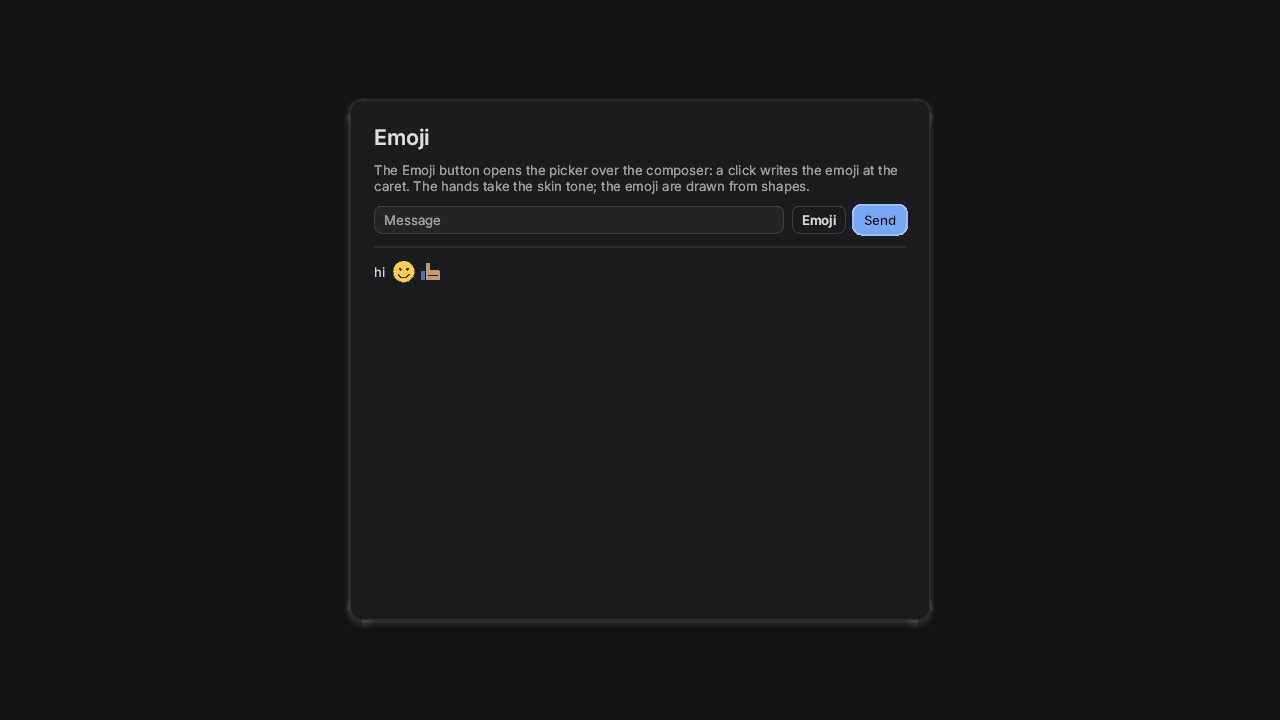 Emoji
The Emoji button opens the picker over the composer: a click writes the emoji at the
caret. The hands take the skin tone; the emoji are drawn from shapes.
Message Emoji Send
hi